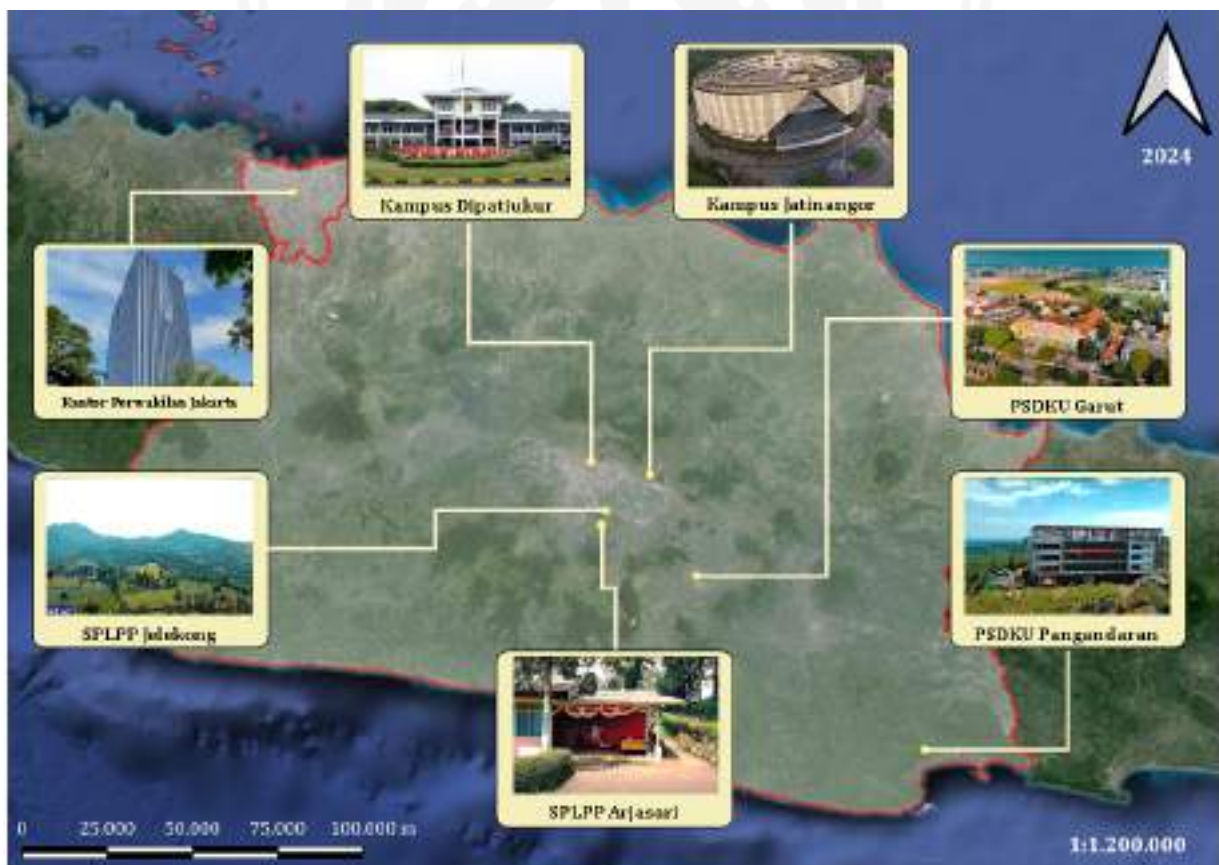 Kampus Dipatiukur
Kampus Jatinangor
2024
Kantor Perwakilan Jakarta
PSDKU Garut
SPLPP Jelekong
PSDKU Pangandaran
SPLPP Arjasari
0 25.000 50.000 75.000 100.000 m
1:1.200.000